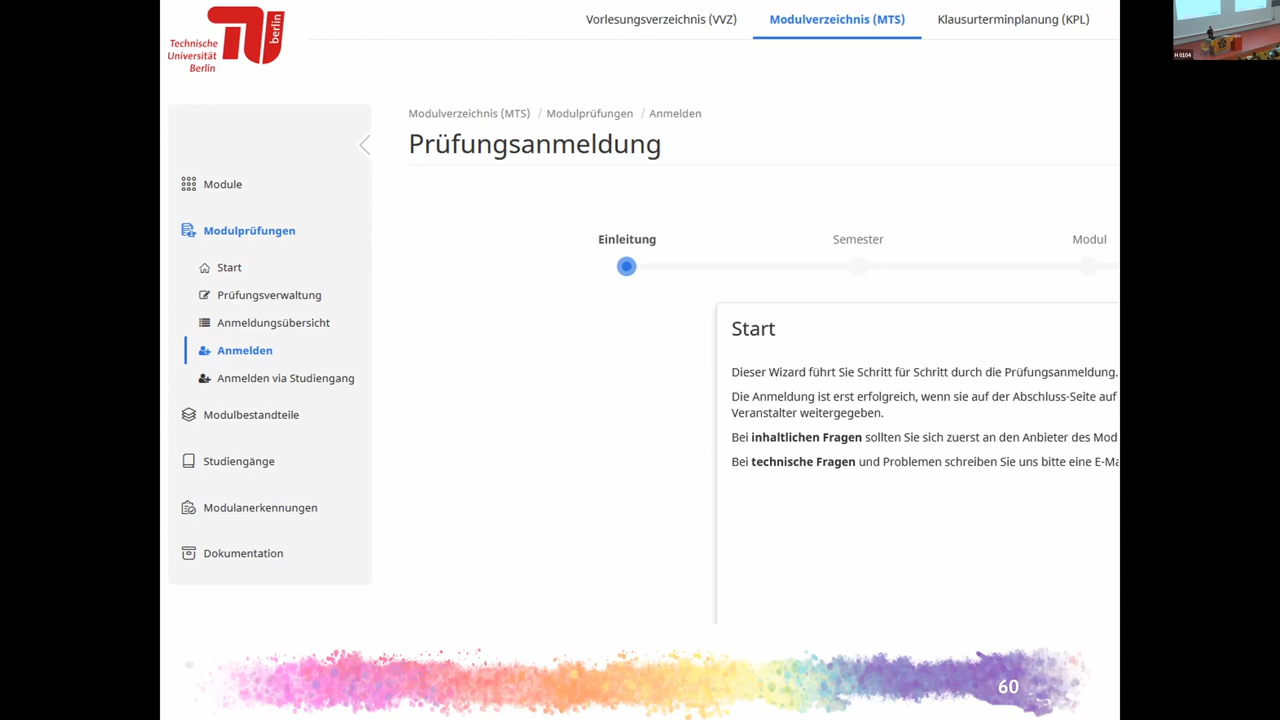 Technische
Universität
Berlin
berlin
Vorlesungsverzeichnis (VVZ)
Modulverzeichnis (MTS)
Klausurterminplanung (KPL)
H 0104
Modulverzeichnis (MTS) / Modulprüfungen / Anmelden
Prüfungsanmeldung
Module
Modulprüfungen
Start
Prüfungsverwaltung
Anmeldungsübersicht
Anmelden
Anmelden via Studiengang
Modulbestandteile
Studiengänge
Modulanerkennungen
Dokumentation
Einleitung
Semester
Modul
Start
Dieser Wizard führt Sie Schritt für Schritt durch die Prüfungsanmeldung.
Die Anmeldung ist erst erfolgreich, wenn sie auf der Abschluss-Seite auf
Veranstalter weitergegeben.
Bei inhaltlichen Fragen sollten Sie sich zuerst an den Anbieter des Mod
Bei technische Fragen und Problemen schreiben Sie uns bitte eine E-Ma
60